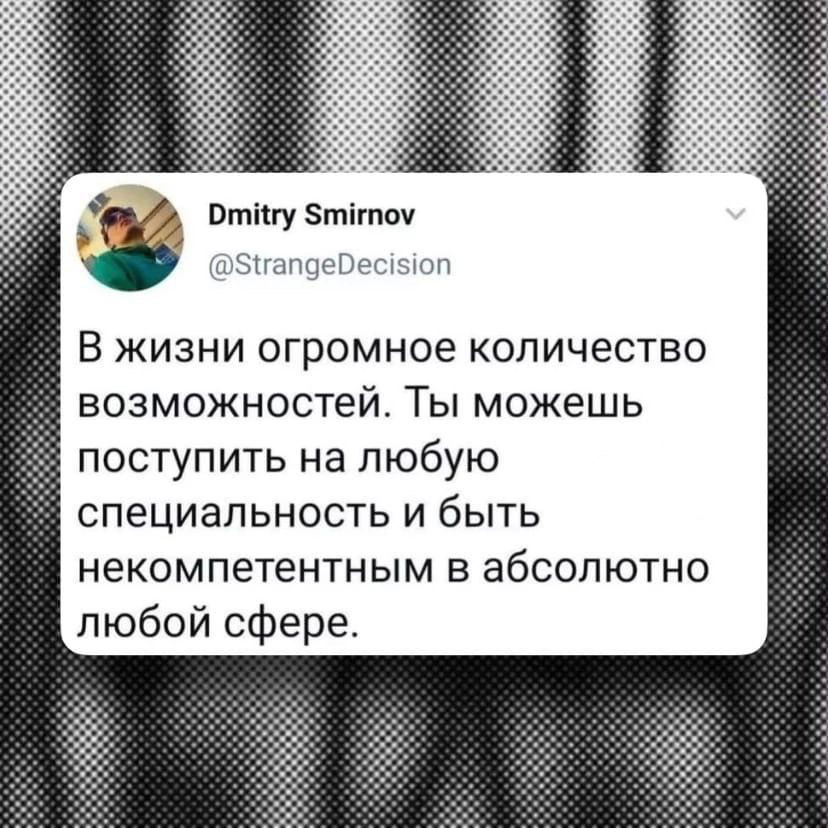 Dmitry Smirnov
@StrangeDecision
В жизни огромное количество
возможностей. Ты можешь
поступить на любую
специальность и быть
некомпетентным в абсолютно
любой сфере.